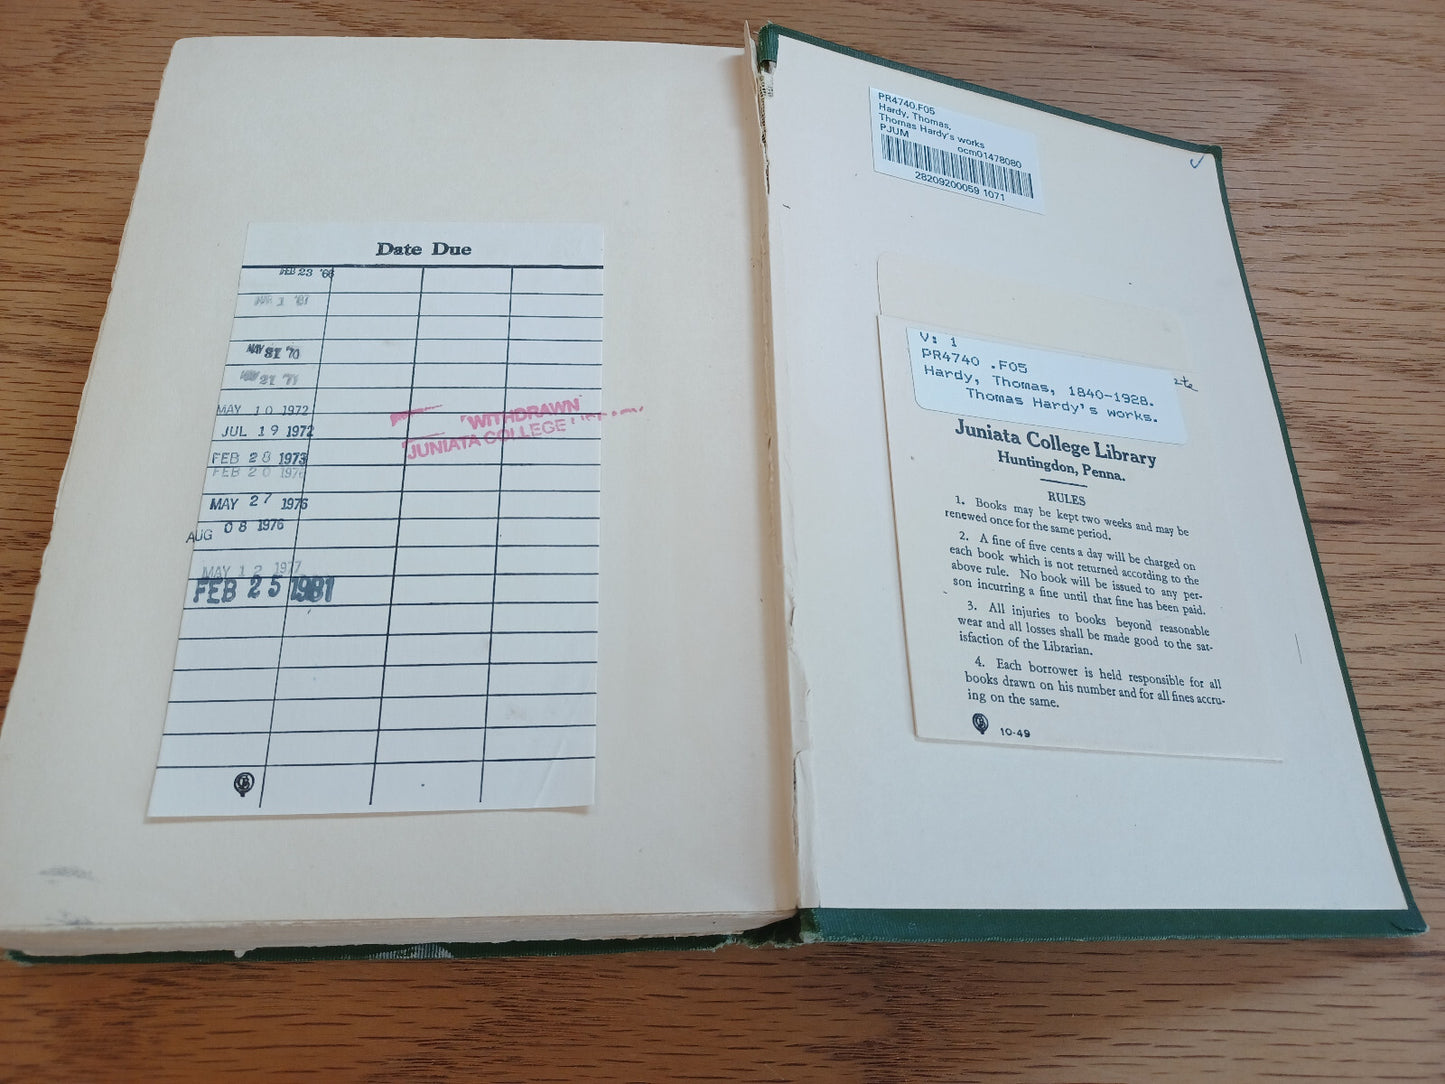 Date Due
FEB 23 '66
MAY 31 '70
MAY 10 1972
JUL 19 1972
FEB 28 1973
FEB 20 1976
MAY 27 1976
AUG 08 1976
MAY 12 1977
FEB 25 1981
"WITHDRAWN
JUNIATA COLLEGE
PR4740.F05
Hardy, Thomas,
Thomas Hardy's works
PJUM
ocm01478080
28209200059 1071
V: 1
PR4740 .F05
Hardy, Thomas, 1840-1928.
Thomas Hardy's works.
Juniata College Library
Huntingdon, Penna.
RULES
1. Books may be kept two weeks and may be
renewed once for the same period.
2. A fine of five cents a day will be charged on
each book which is not returned according to the
above rule. No book will be issued to any per-
son incurring a fine until that fine has been paid.
3. All injuries to books beyond reasonable
wear and all losses shall be made good to the sat-
isfaction of the Librarian.
4. Each borrower is held responsible for all
books drawn on his number and for all fines accru-
ing on the same.
10-49